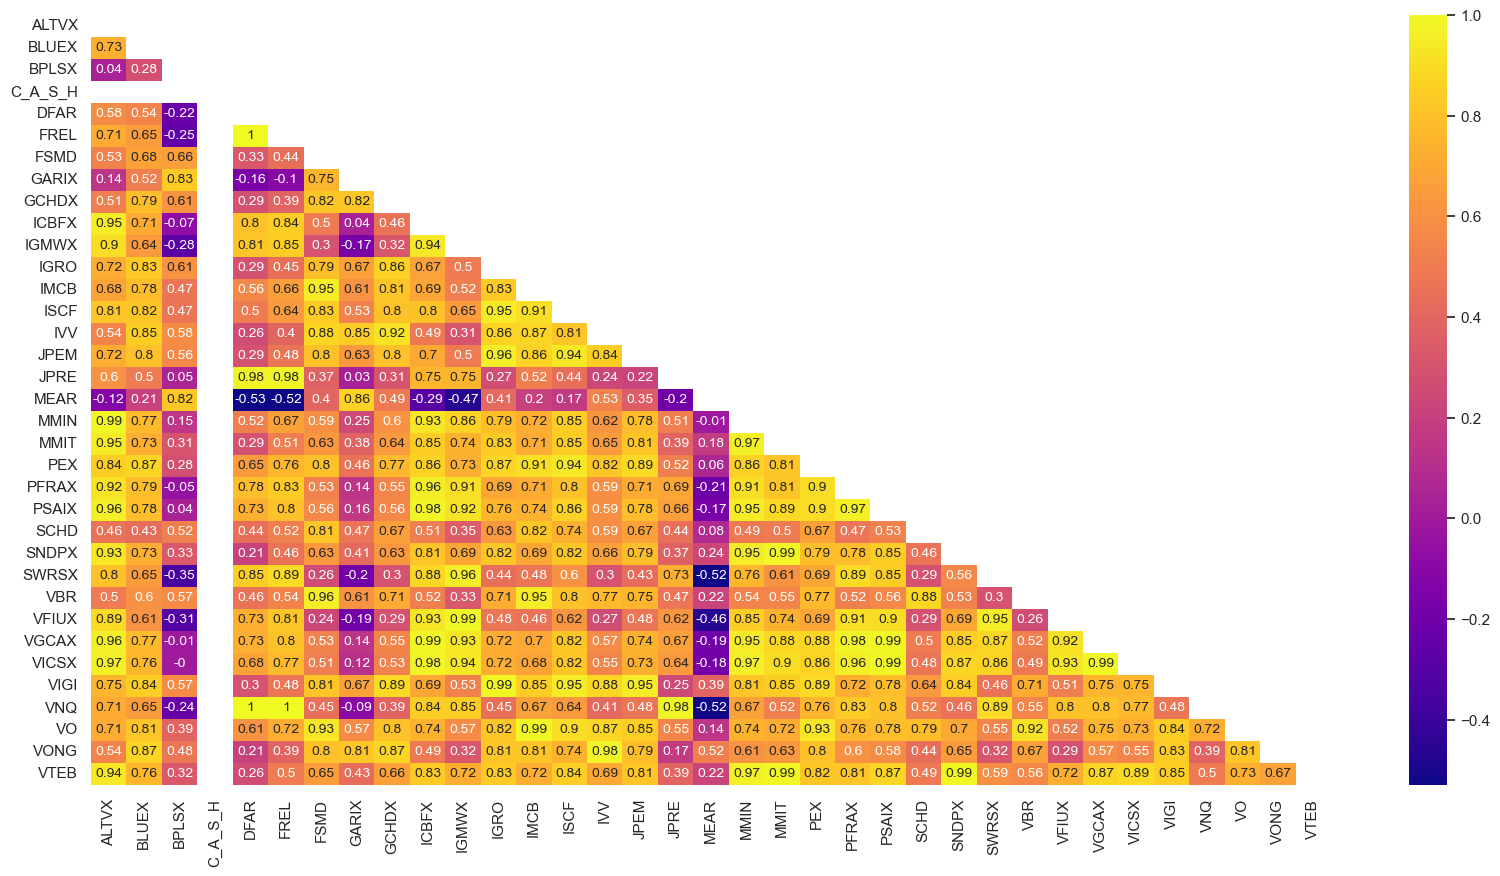 ALTVX
BLUEX 0.73
BPLSX 0.04 0.28
C_A_S_H
DFAR 0.58 0.54 -0.22
FREL 0.71 0.65 -0.25 1
FSMD 0.53 0.68 0.66 0.33 0.44
GARIX 0.14 0.52 0.83 -0.16 -0.1 0.75
GCHDX 0.51 0.79 0.61 0.29 0.39 0.82 0.82
ICBFX 0.95 0.71 -0.07 0.8 0.84 0.5 0.04 0.46
IGMWX 0.9 0.64 -0.28 0.81 0.85 0.3 -0.17 0.32 0.94
IGRO 0.72 0.83 0.61 0.29 0.45 0.79 0.67 0.86 0.67 0.5
IMCB 0.68 0.78 0.47 0.56 0.66 0.95 0.61 0.81 0.69 0.52 0.83
ISCF 0.81 0.82 0.47 0.5 0.64 0.83 0.53 0.8 0.8 0.65 0.95 0.91
IVV 0.54 0.85 0.58 0.26 0.4 0.88 0.85 0.92 0.49 0.31 0.86 0.87 0.81
JPEM 0.72 0.8 0.56 0.29 0.48 0.8 0.63 0.8 0.7 0.5 0.96 0.86 0.94 0.84
JPRE 0.6 0.5 0.05 0.98 0.98 0.37 0.03 0.31 0.75 0.75 0.27 0.52 0.44 0.24 0.22
MEAR -0.12 0.21 0.82 -0.53 -0.52 0.4 0.86 0.49 -0.29 -0.47 0.41 0.2 0.17 0.53 0.35 -0.2
MMIN 0.99 0.77 0.15 0.52 0.67 0.59 0.25 0.6 0.93 0.86 0.79 0.72 0.85 0.62 0.78 0.51 -0.01
MMIT 0.95 0.73 0.31 0.29 0.51 0.63 0.38 0.64 0.85 0.74 0.83 0.71 0.85 0.65 0.81 0.39 0.18 0.97
PEX 0.84 0.87 0.28 0.65 0.76 0.8 0.46 0.77 0.86 0.73 0.87 0.91 0.94 0.82 0.89 0.52 0.06 0.86 0.81
PFRAX 0.92 0.79 -0.05 0.78 0.83 0.53 0.14 0.55 0.96 0.91 0.69 0.71 0.8 0.59 0.71 0.69 -0.21 0.91 0.81 0.9
PSAIX 0.96 0.78 0.04 0.73 0.8 0.56 0.16 0.56 0.98 0.92 0.76 0.74 0.86 0.59 0.78 0.66 -0.17 0.95 0.89 0.9 0.97
SCHD 0.46 0.43 0.52 0.44 0.52 0.81 0.47 0.67 0.51 0.35 0.63 0.82 0.74 0.59 0.67 0.44 0.08 0.49 0.5 0.67 0.47 0.53
SNDPX 0.93 0.73 0.33 0.21 0.46 0.63 0.41 0.63 0.81 0.69 0.82 0.69 0.82 0.66 0.79 0.37 0.24 0.95 0.99 0.79 0.78 0.85 0.46
SWRSX 0.8 0.65 -0.35 0.85 0.89 0.26 -0.2 0.3 0.88 0.96 0.44 0.48 0.6 0.3 0.43 0.73 -0.52 0.76 0.61 0.69 0.89 0.85 0.29 0.56
VBR 0.5 0.6 0.57 0.46 0.54 0.96 0.61 0.71 0.52 0.33 0.71 0.95 0.8 0.77 0.75 0.47 0.22 0.54 0.55 0.77 0.52 0.56 0.88 0.53 0.3
VFIUX 0.89 0.61 -0.31 0.73 0.81 0.24 -0.19 0.29 0.93 0.99 0.48 0.46 0.62 0.27 0.48 0.62 -0.46 0.85 0.74 0.69 0.91 0.9 0.29 0.69 0.95 0.26
VGCAX 0.96 0.77 -0.01 0.73 0.8 0.52 0.14 0.55 0.99 0.93 0.72 0.7 0.82 0.57 0.74 0.67 -0.19 0.95 0.88 0.88 0.98 0.99 0.5 0.85 0.87 0.52 0.92
VICSX 0.97 0.76 -0 0.68 0.77 0.51 0.12 0.53 0.98 0.94 0.72 0.68 0.82 0.55 0.73 0.64 -0.18 0.97 0.9 0.86 0.96 0.99 0.48 0.87 0.86 0.49 0.93 0.99
VIGI 0.75 0.84 0.57 0.3 0.48 0.81 0.67 0.89 0.69 0.53 0.99 0.85 0.95 0.88 0.95 0.25 0.39 0.81 0.85 0.89 0.72 0.78 0.64 0.84 0.46 0.71 0.51 0.75 0.75
VNQ 0.71 0.65 -0.24 1 1 0.45 -0.09 0.39 0.84 0.85 0.45 0.67 0.64 0.41 0.48 0.98 -0.52 0.67 0.52 0.76 0.83 0.8 0.52 0.46 0.89 0.55 0.8 0.8 0.77 0.48
VO 0.71 0.81 0.39 0.61 0.72 0.93 0.57 0.8 0.74 0.57 0.82 0.99 0.9 0.87 0.85 0.55 0.14 0.74 0.72 0.93 0.76 0.78 0.79 0.7 0.55 0.92 0.52 0.75 0.73 0.84 0.72
VONG 0.54 0.87 0.48 0.21 0.39 0.8 0.81 0.87 0.49 0.32 0.81 0.81 0.74 0.98 0.79 0.17 0.52 0.61 0.63 0.8 0.6 0.58 0.44 0.65 0.32 0.67 0.29 0.57 0.55 0.83 0.39 0.81
VTEB 0.94 0.76 0.32 0.26 0.5 0.65 0.43 0.66 0.83 0.72 0.83 0.72 0.84 0.69 0.81 0.39 0.22 0.97 0.99 0.82 0.81 0.87 0.49 0.99 0.59 0.56 0.72 0.87 0.89 0.85 0.5 0.73 0.67
ALTVX BLUEX BPLSX C_A_S_H DFAR FREL FSMD GARIX GCHDX ICBFX IGMWX IGRO IMCB ISCF IVV JPEM JPRE MEAR MMIN MMIT PEX PFRAX PSAIX SCHD SNDPX SWRSX VBR VFIUX VGCAX VICSX VIGI VNQ VO VONG VTEB
1.0
0.8
0.6
0.4
0.2
0.0
−0.2
−0.4